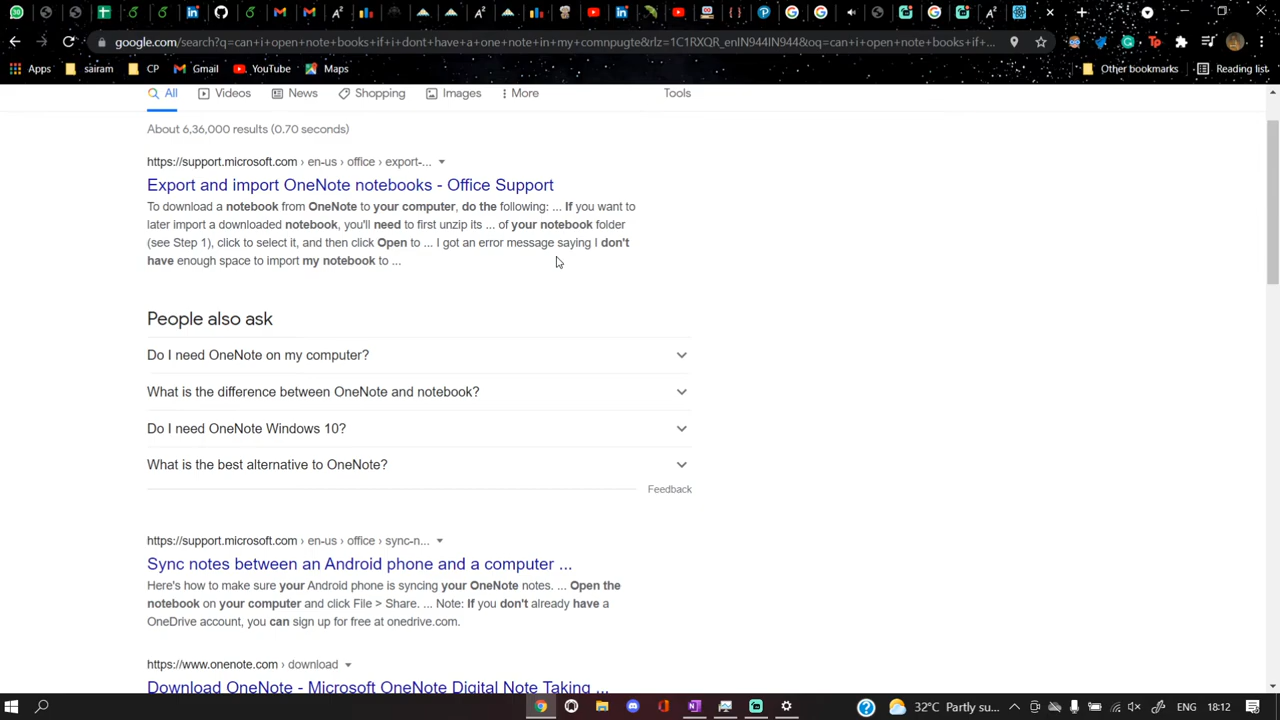 google.com/search?q=can+i+open+note+books+if+i+dont+have+a+one+note+in+my+comnpugte&rlz=1C1RXQR_enIN944IN944&oq=can+i+open+note+books+if...
Apps sairam CP Gmail YouTube Maps Other bookmarks Reading list
All Videos News Shopping Images More Tools
About 6,36,000 results (0.70 seconds)
https://support.microsoft.com › en-us › office › export-...
Export and import OneNote notebooks - Office Support
To download a notebook from OneNote to your computer, do the following: ... If you want to
later import a downloaded notebook, you'll need to first unzip its ... of your notebook folder
(see Step 1), click to select it, and then click Open to ... I got an error message saying I don't
have enough space to import my notebook to ...
People also ask
Do I need OneNote on my computer?
What is the difference between OneNote and notebook?
Do I need OneNote Windows 10?
What is the best alternative to OneNote?
Feedback
https://support.microsoft.com › en-us › office › sync-n...
Sync notes between an Android phone and a computer ...
Here's how to make sure your Android phone is syncing your OneNote notes. ... Open the
notebook on your computer and click File > Share. ... Note: If you don't already have a
OneDrive account, you can sign up for free at onedrive.com.
https://www.onenote.com › download
Download OneNote - Microsoft OneNote Digital Note Taking ...
32°C Partly su... ENG 18:12